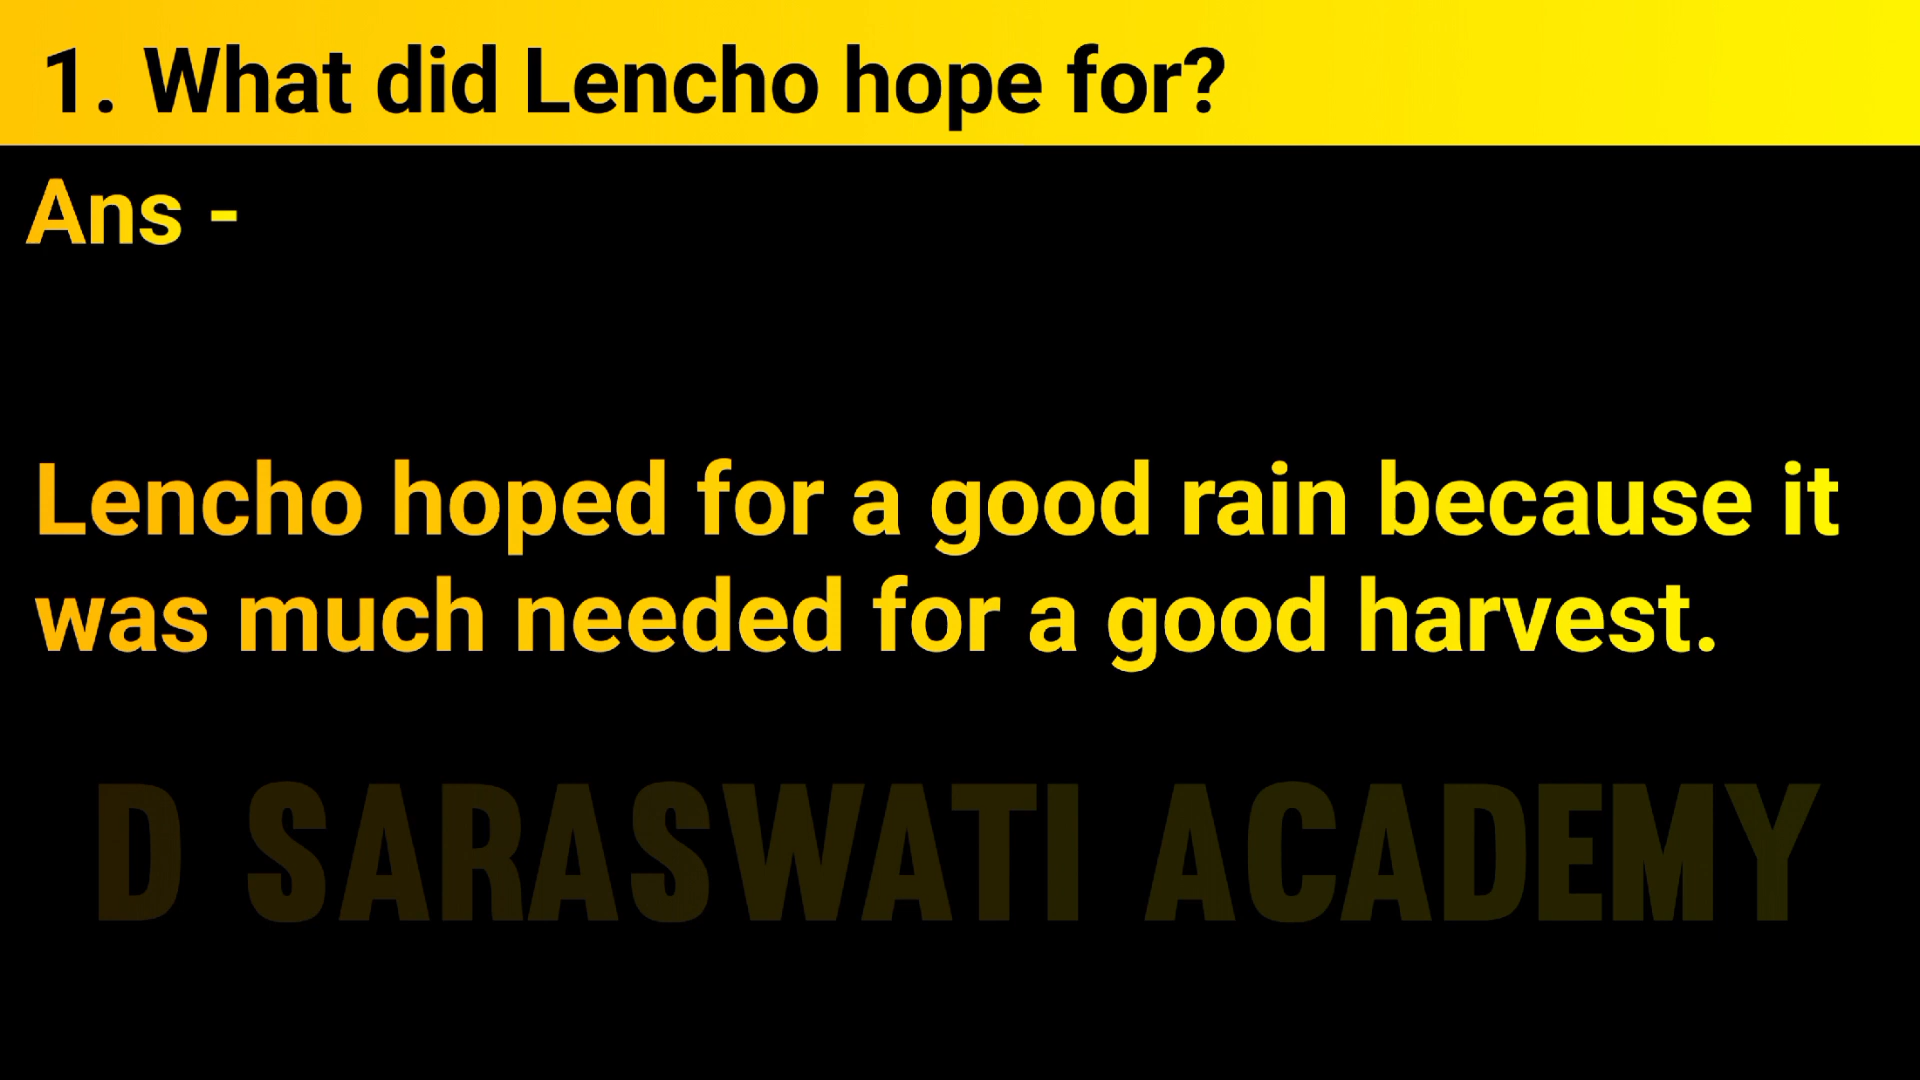 1. What did Lencho hope for?
Ans -
Lencho hoped for a good rain because it
was much needed for a good harvest.
D SARASWATI ACADEMY